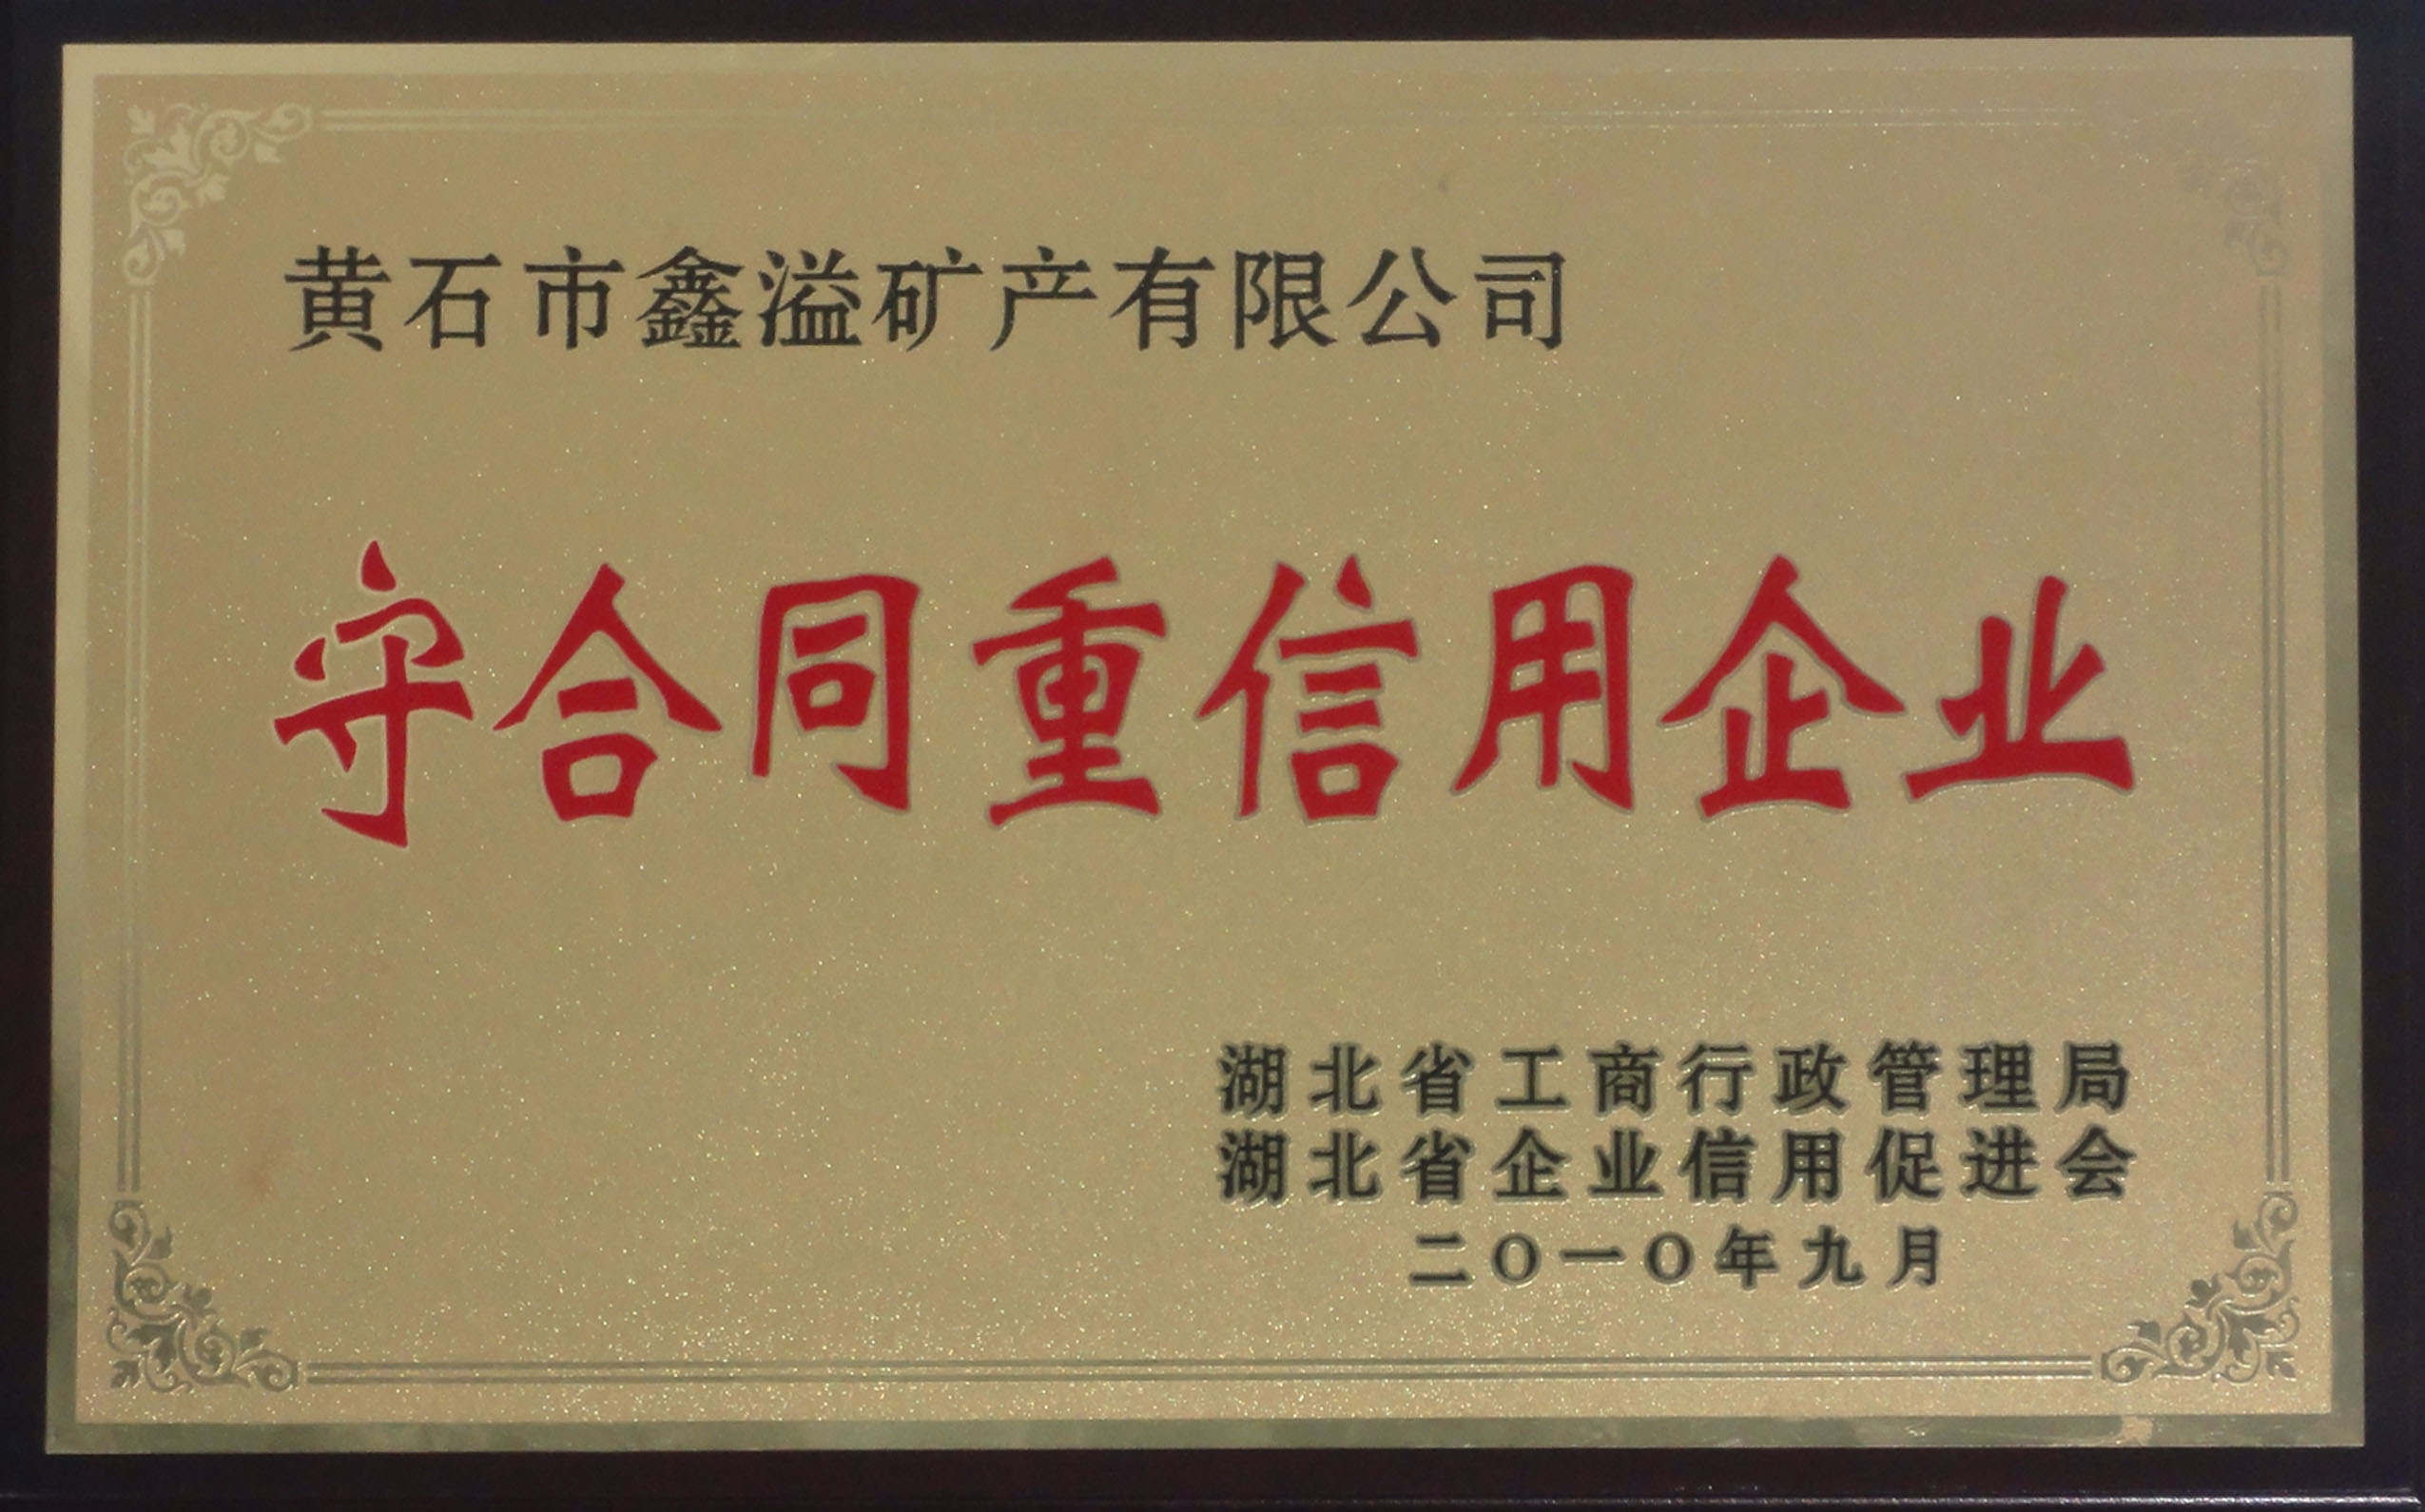 黄石市鑫溢矿产有限公司
守合同重信用企业
湖北省工商行政管理局
湖北省企业信用促进会
二〇一〇年九月